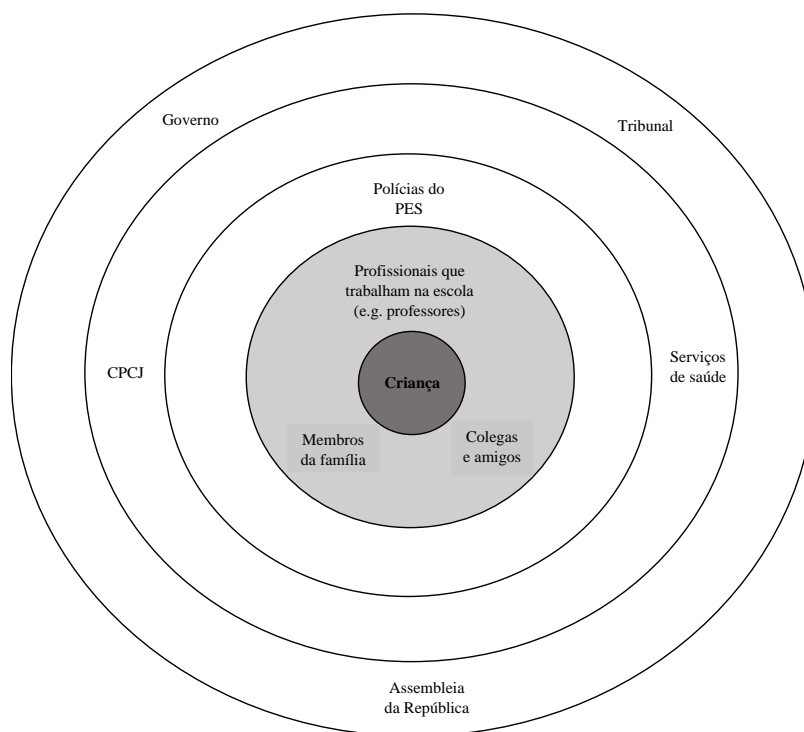 Governo
Tribunal
Polícias do
PES
Profissionais que
trabalham na escola
(e.g. professores)
CPCJ
Criança
Serviços
de saúde
Membros
da família
Colegas
e amigos
Assembleia
da República